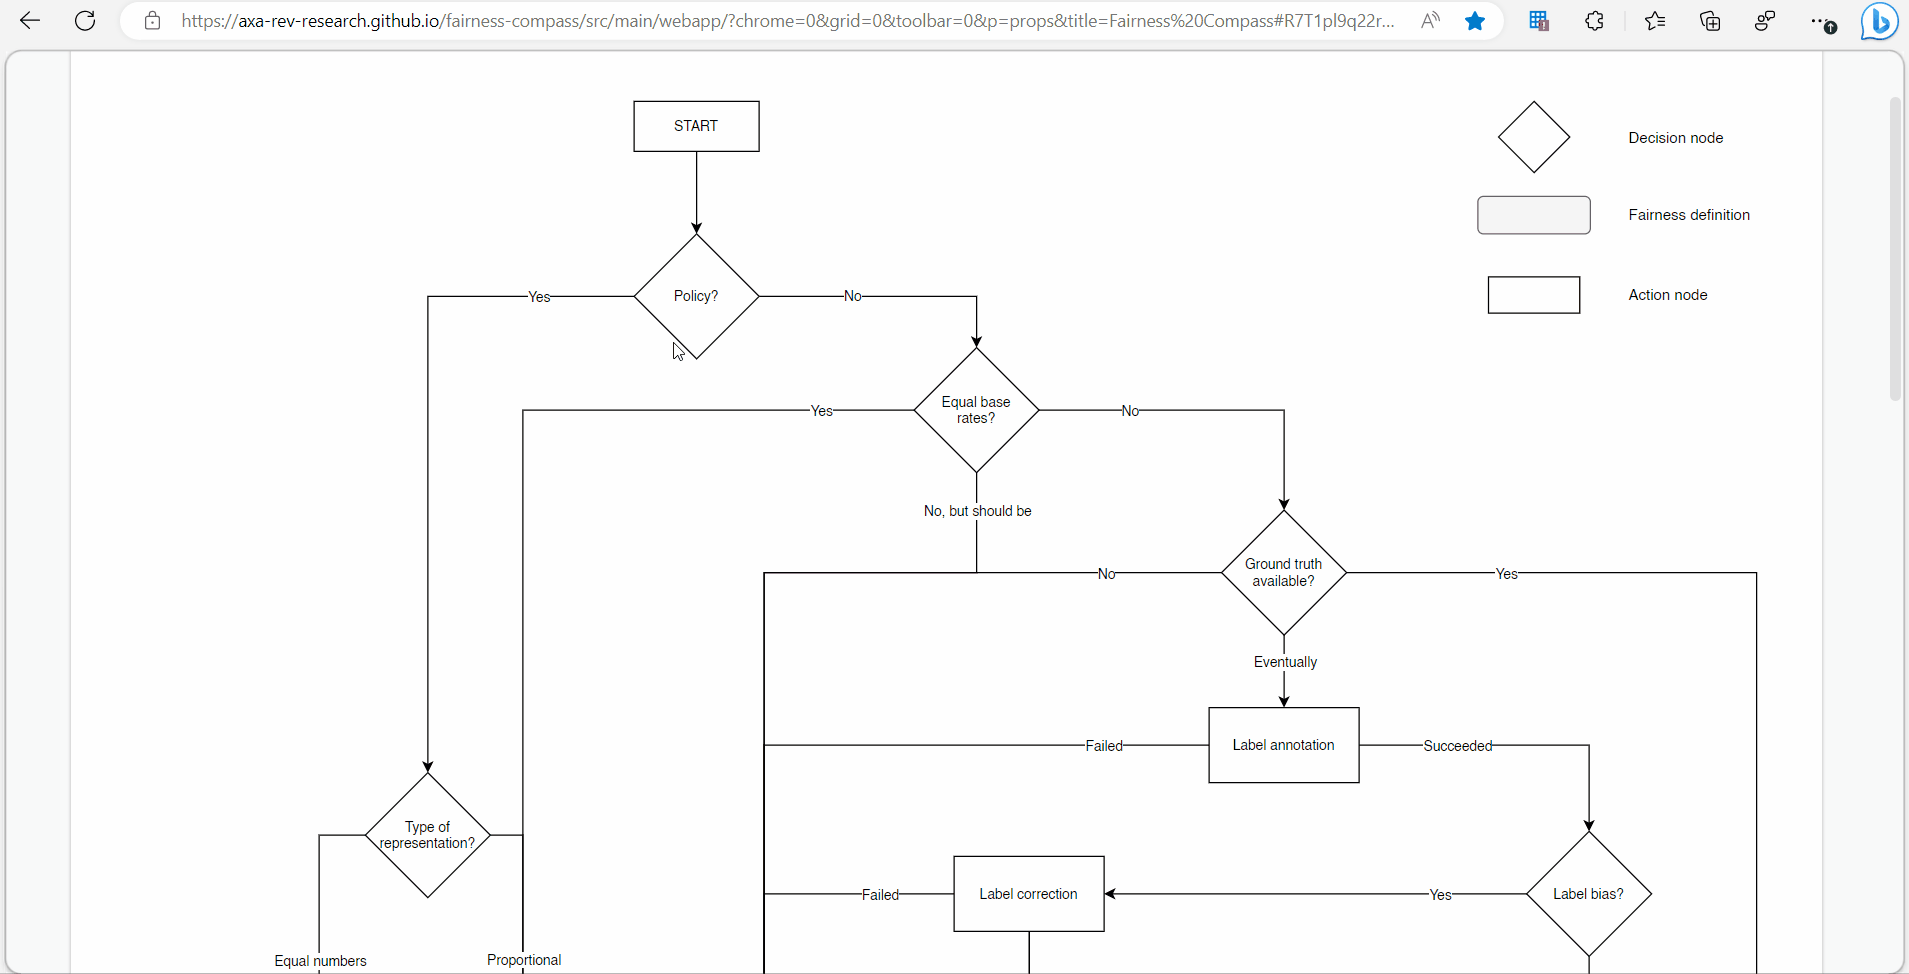 https://axa-rev-research.github.io/fairness-compass/src/main/webapp/?chrome=0&grid=0&toolbar=0&p=props&title=Fairness%20Compass#R7T1pl9q22r...
START
Decision node
Fairness definition
Policy?
Yes
No
Action node
Equal base
rates?
Yes
No
No, but should be
Ground truth
available?
No
Yes
Eventually
Label annotation
Failed
Succeeded
Type of
representation?
Label correction
Failed
Yes
Label bias?
Equal numbers
Proportional